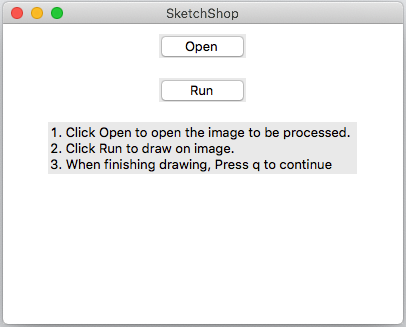 SketchShop
Open
Run
1. Click Open to open the image to be processed.
2. Click Run to draw on image.
3. When finishing drawing, Press q to continue